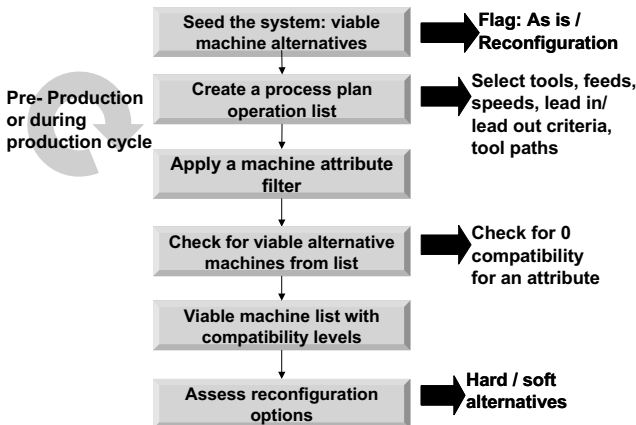 Seed the system: viable
machine alternatives
Flag: As is /
Reconfiguration
Pre- Production
or during
production cycle
Create a process plan
operation list
Select tools, feeds,
speeds, lead in/
lead out criteria,
tool paths
Apply a machine attribute
filter
Check for viable alternative
machines from list
Check for 0
compatibility
for an attribute
Viable machine list with
compatibility levels
Assess reconfiguration
options
Hard / soft
alternatives